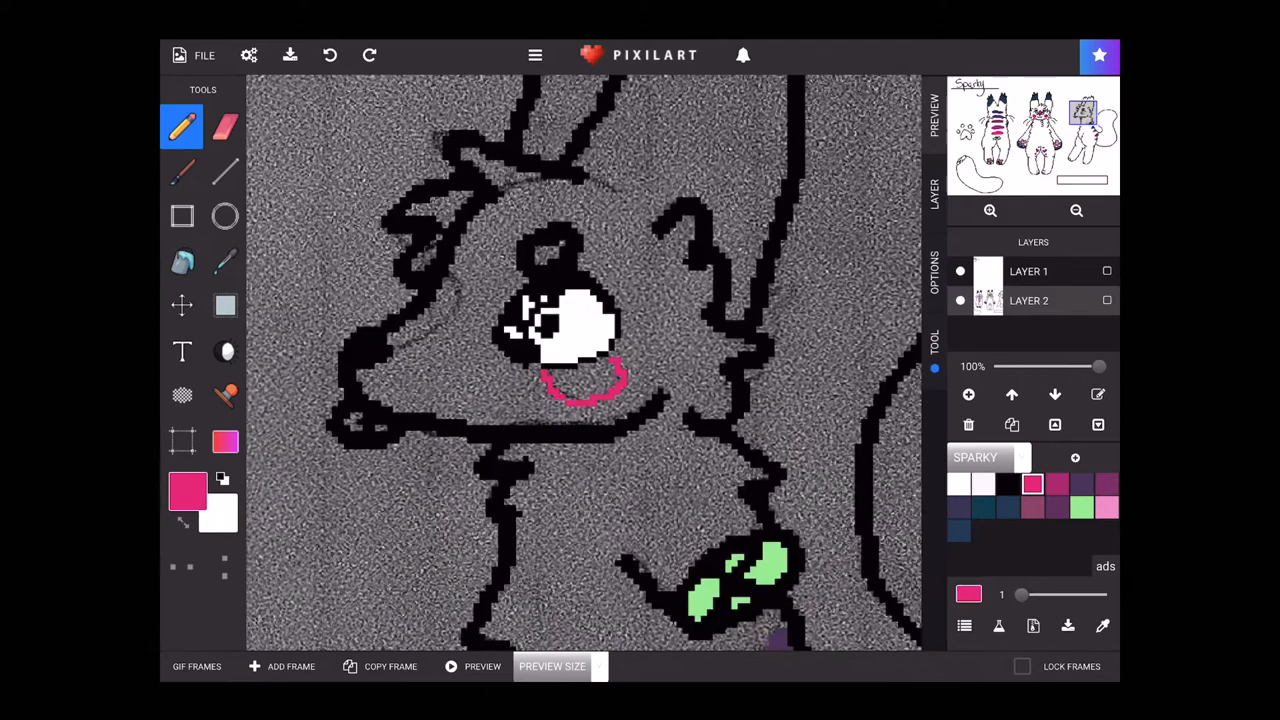 FILE
PIXILART
TOOLS
Sparky
PREVIEW
LAYER
OPTIONS
TOOL
LAYERS
LAYER 1
LAYER 2
100%
SPARKY
ads
1
GIF FRAMES
ADD FRAME
COPY FRAME
PREVIEW
PREVIEW SIZE
LOCK FRAMES